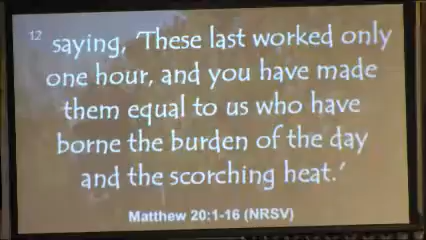 12 saying, 'These last worked only
one hour, and you have made
them equal to us who have
borne the burden of the day
and the scorching heat.'
Matthew 20:1-16 (NRSV)